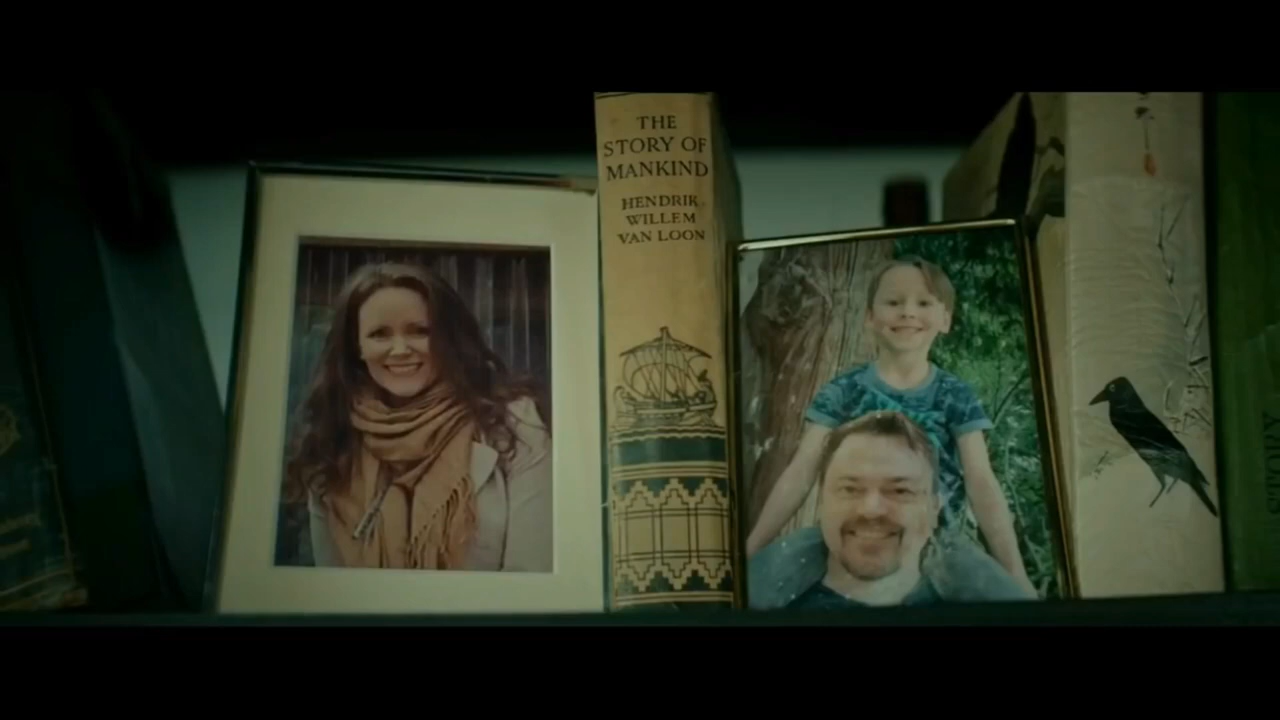 THE
STORY OF
MANKIND
HENDRIK
WILLEM
VAN LOON